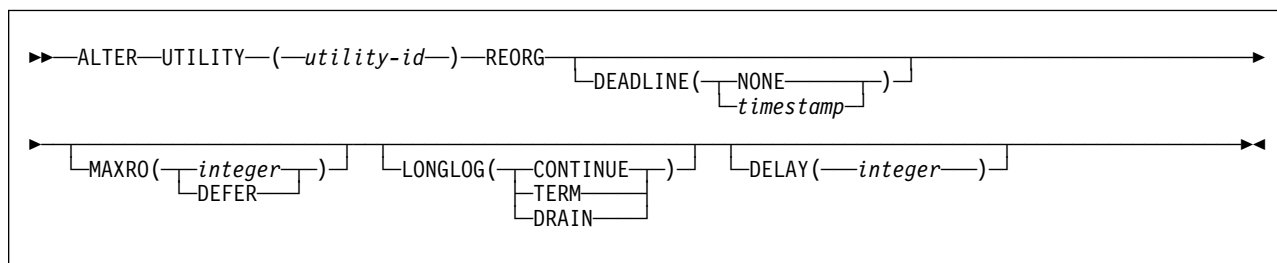 ALTER UTILITY ( utility-id ) REORG DEADLINE( NONE )
timestamp
MAXRO( integer ) LONGLOG( CONTINUE ) DELAY( integer )
DEFER TERM
DRAIN